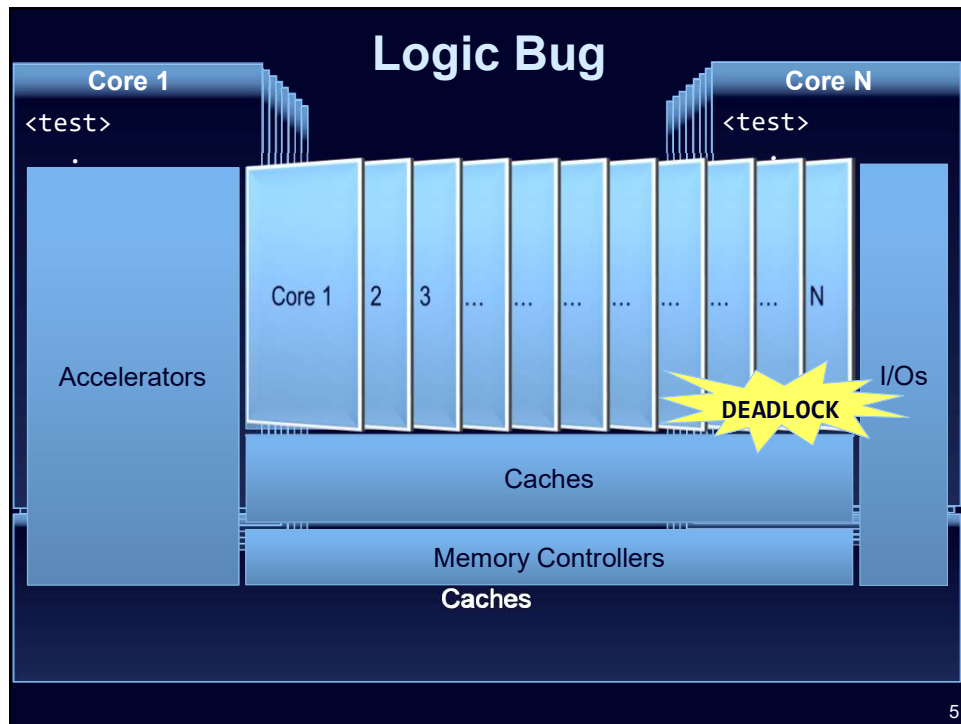 Logic Bug
Core 1
Core N
<test>
<test>
.
.
Core 1 2 3 ... ... ... ... ... ... ... N
Accelerators
I/Os
DEADLOCK
Caches
Memory Controllers
Caches
5